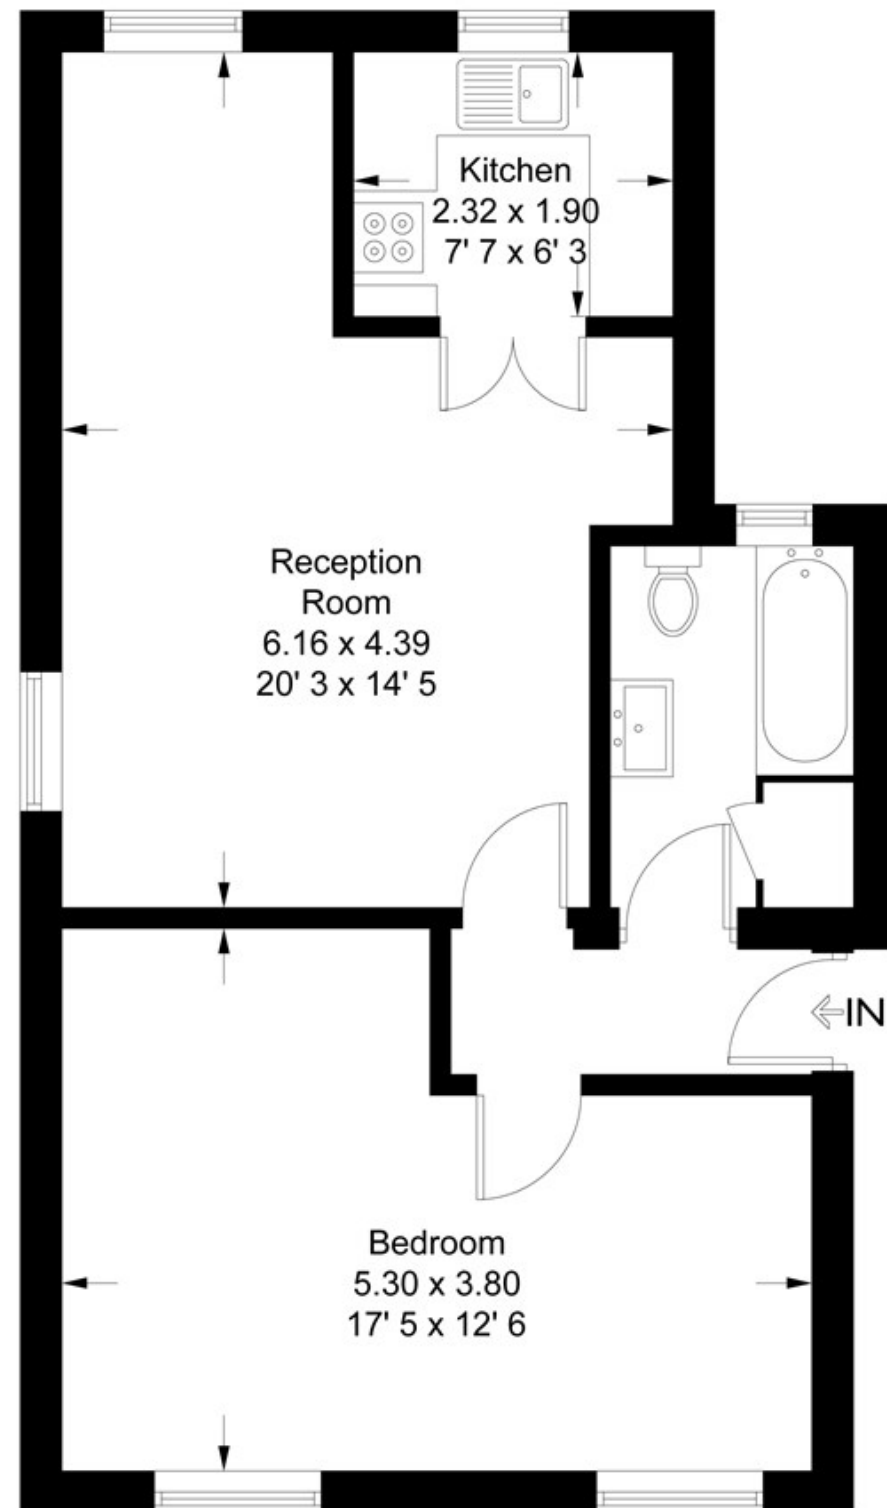 Kitchen
2.32 x 1.90
7' 7 x 6' 3
Reception
Room
6.16 x 4.39
20' 3 x 14' 5
IN
Bedroom
5.30 x 3.80
17' 5 x 12' 6